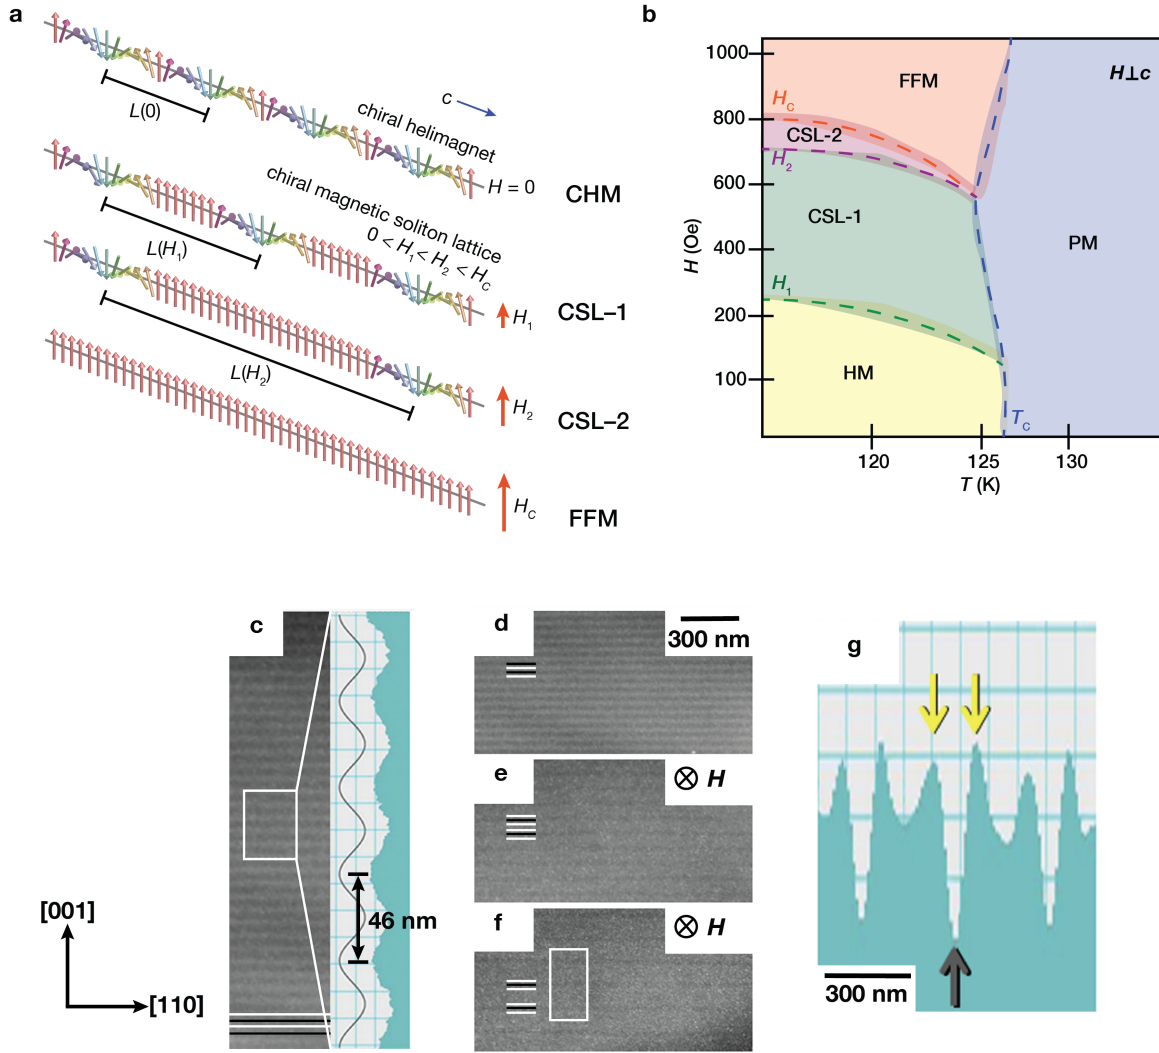 a
L(0)
c
chiral helimagnet
H = 0
CHM
chiral magnetic soliton lattice
0 < H1 < H2 < HC
L(H1)
H1
CSL–1
L(H2)
H2
CSL–2
HC
FFM
b
H⊥c
1000
800
600
400
200
100
H (Oe)
FFM
HC
CSL-2
H2
CSL-1
PM
H1
HM
TC
120
125
130
T (K)
c
46 nm
[001]
[110]
d
300 nm
e
⊗ H
f
⊗ H
g
300 nm